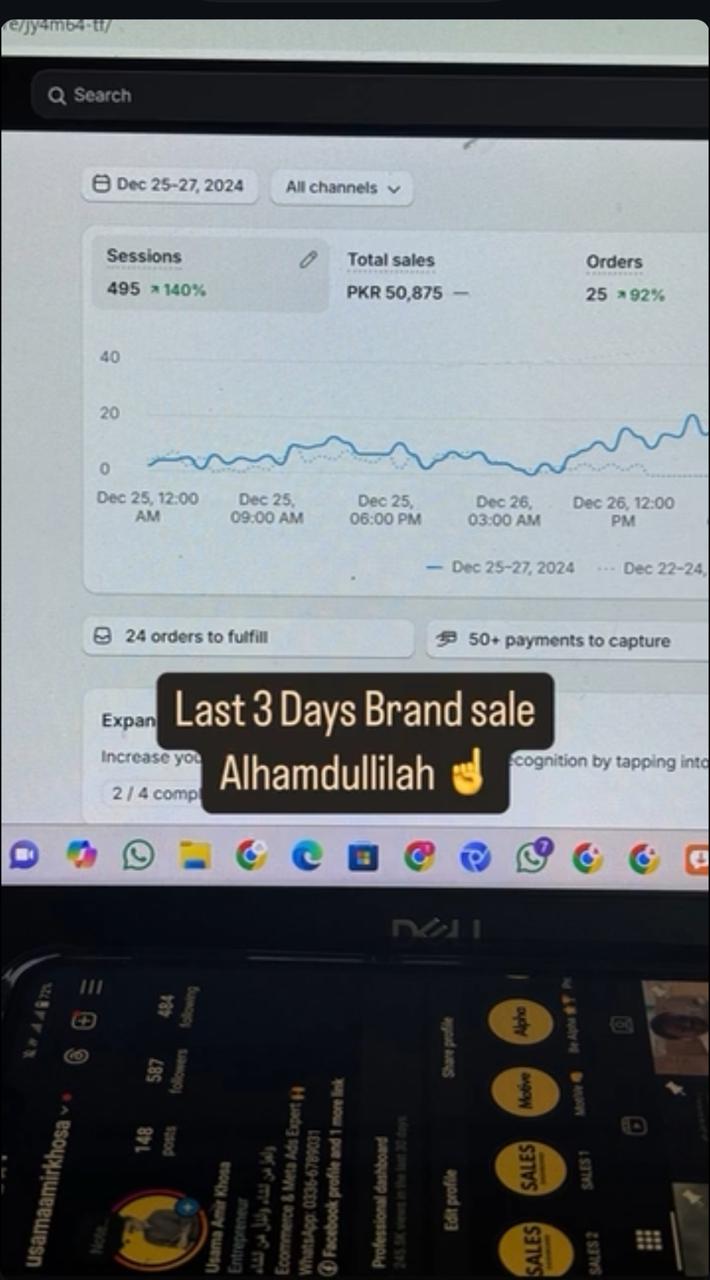 e/jy4m64-tt/
Search
Dec 25-27, 2024
All channels
Sessions
Total sales
Orders
495 ↗ 140%
PKR 50,875 —
25 ↗ 92%
40
20
0
Dec 25, 12:00 AM
Dec 25, 09:00 AM
Dec 25, 06:00 PM
Dec 26, 03:00 AM
Dec 26, 12:00 PM
Dec 25-27, 2024
Dec 22-24,
24 orders to fulfill
50+ payments to capture
Expan
Last 3 Days Brand sale
Alhamdullilah ☝️
Increase you
ecognition by tapping into
2 / 4 compl
7
DELL
72%
usamaamirkhosa
148 posts
587 followers
484 following
Usama Amir Khosa
Entrepreneur
Ecommerce & Meta Ads Expert
WhatsApp: 0336-6789031
Facebook profile and 1 more link
Professional dashboard
Edit profile
Share profile
SALES
SALES
Motive
Alpha
SALES 2
SALES 1